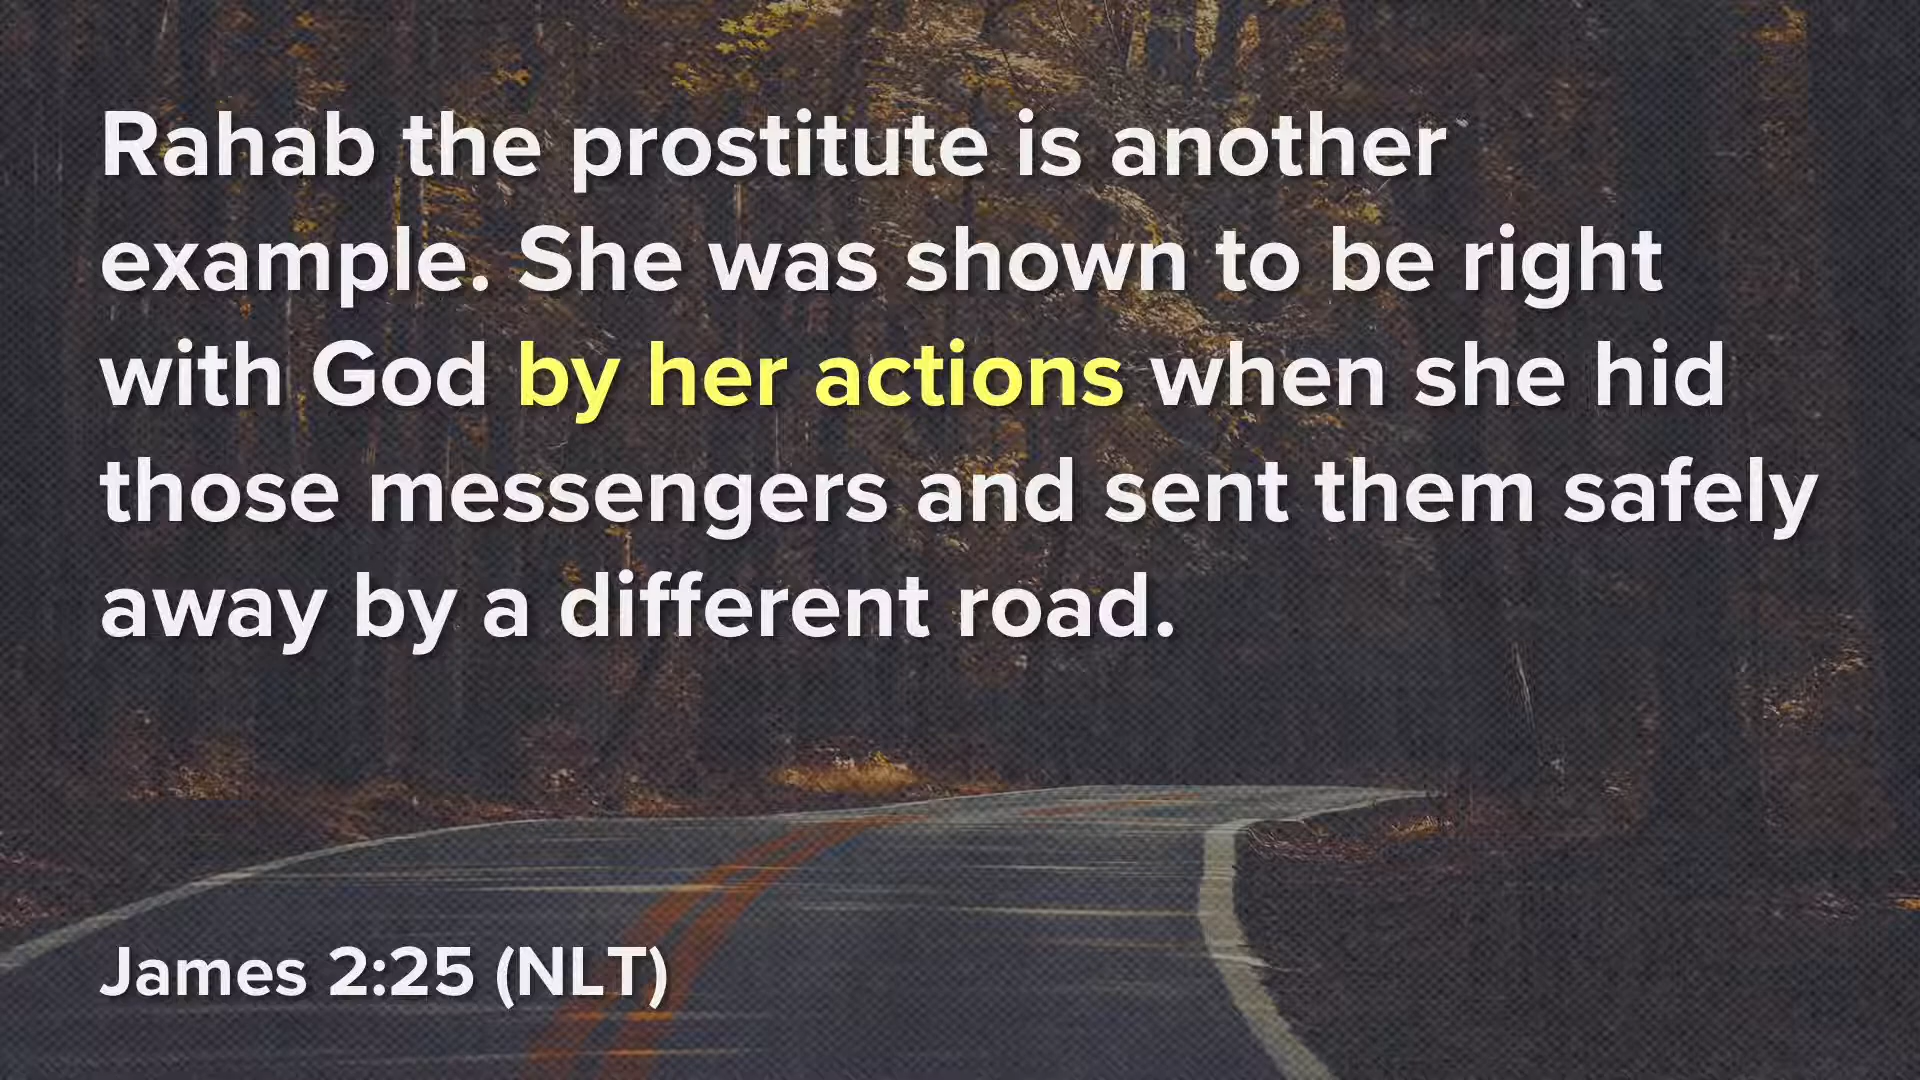 Rahab the prostitute is another
example. She was shown to be right
with God by her actions when she hid
those messengers and sent them safely
away by a different road.
James 2:25 (NLT)